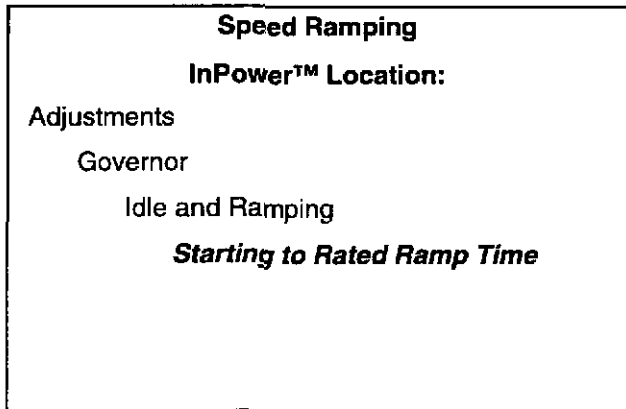 Speed Ramping
InPower™ Location:
Adjustments
Governor
Idle and Ramping
Starting to Rated Ramp Time